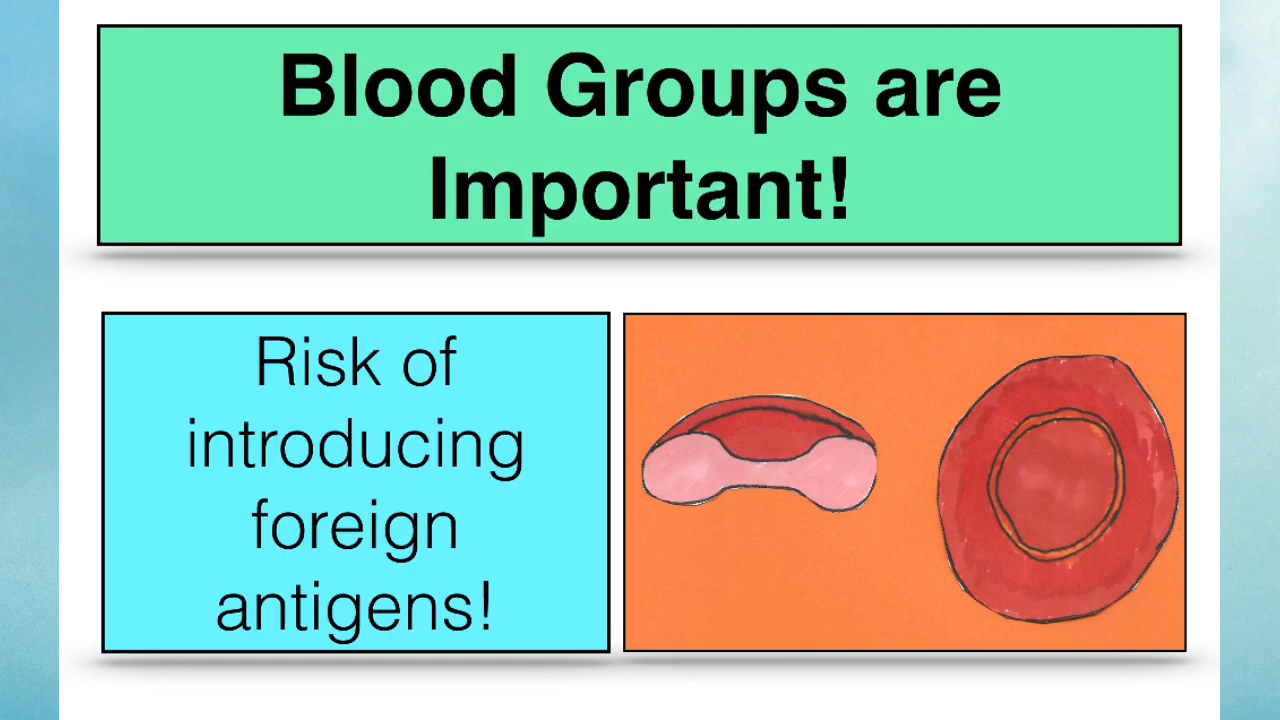 Blood Groups are
Important!
Risk of
introducing
foreign
antigens!